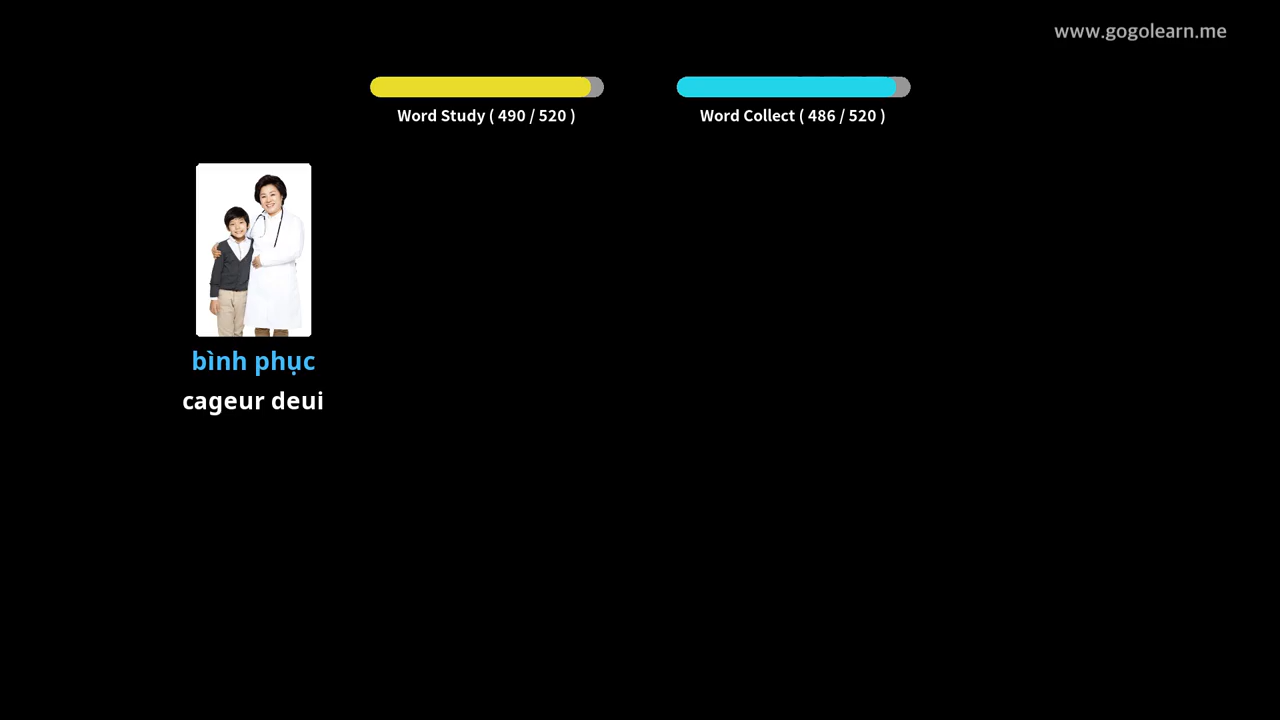 www.gogolearn.me
Word Study ( 490 / 520 )
Word Collect ( 486 / 520 )
bình phục
cageur deui